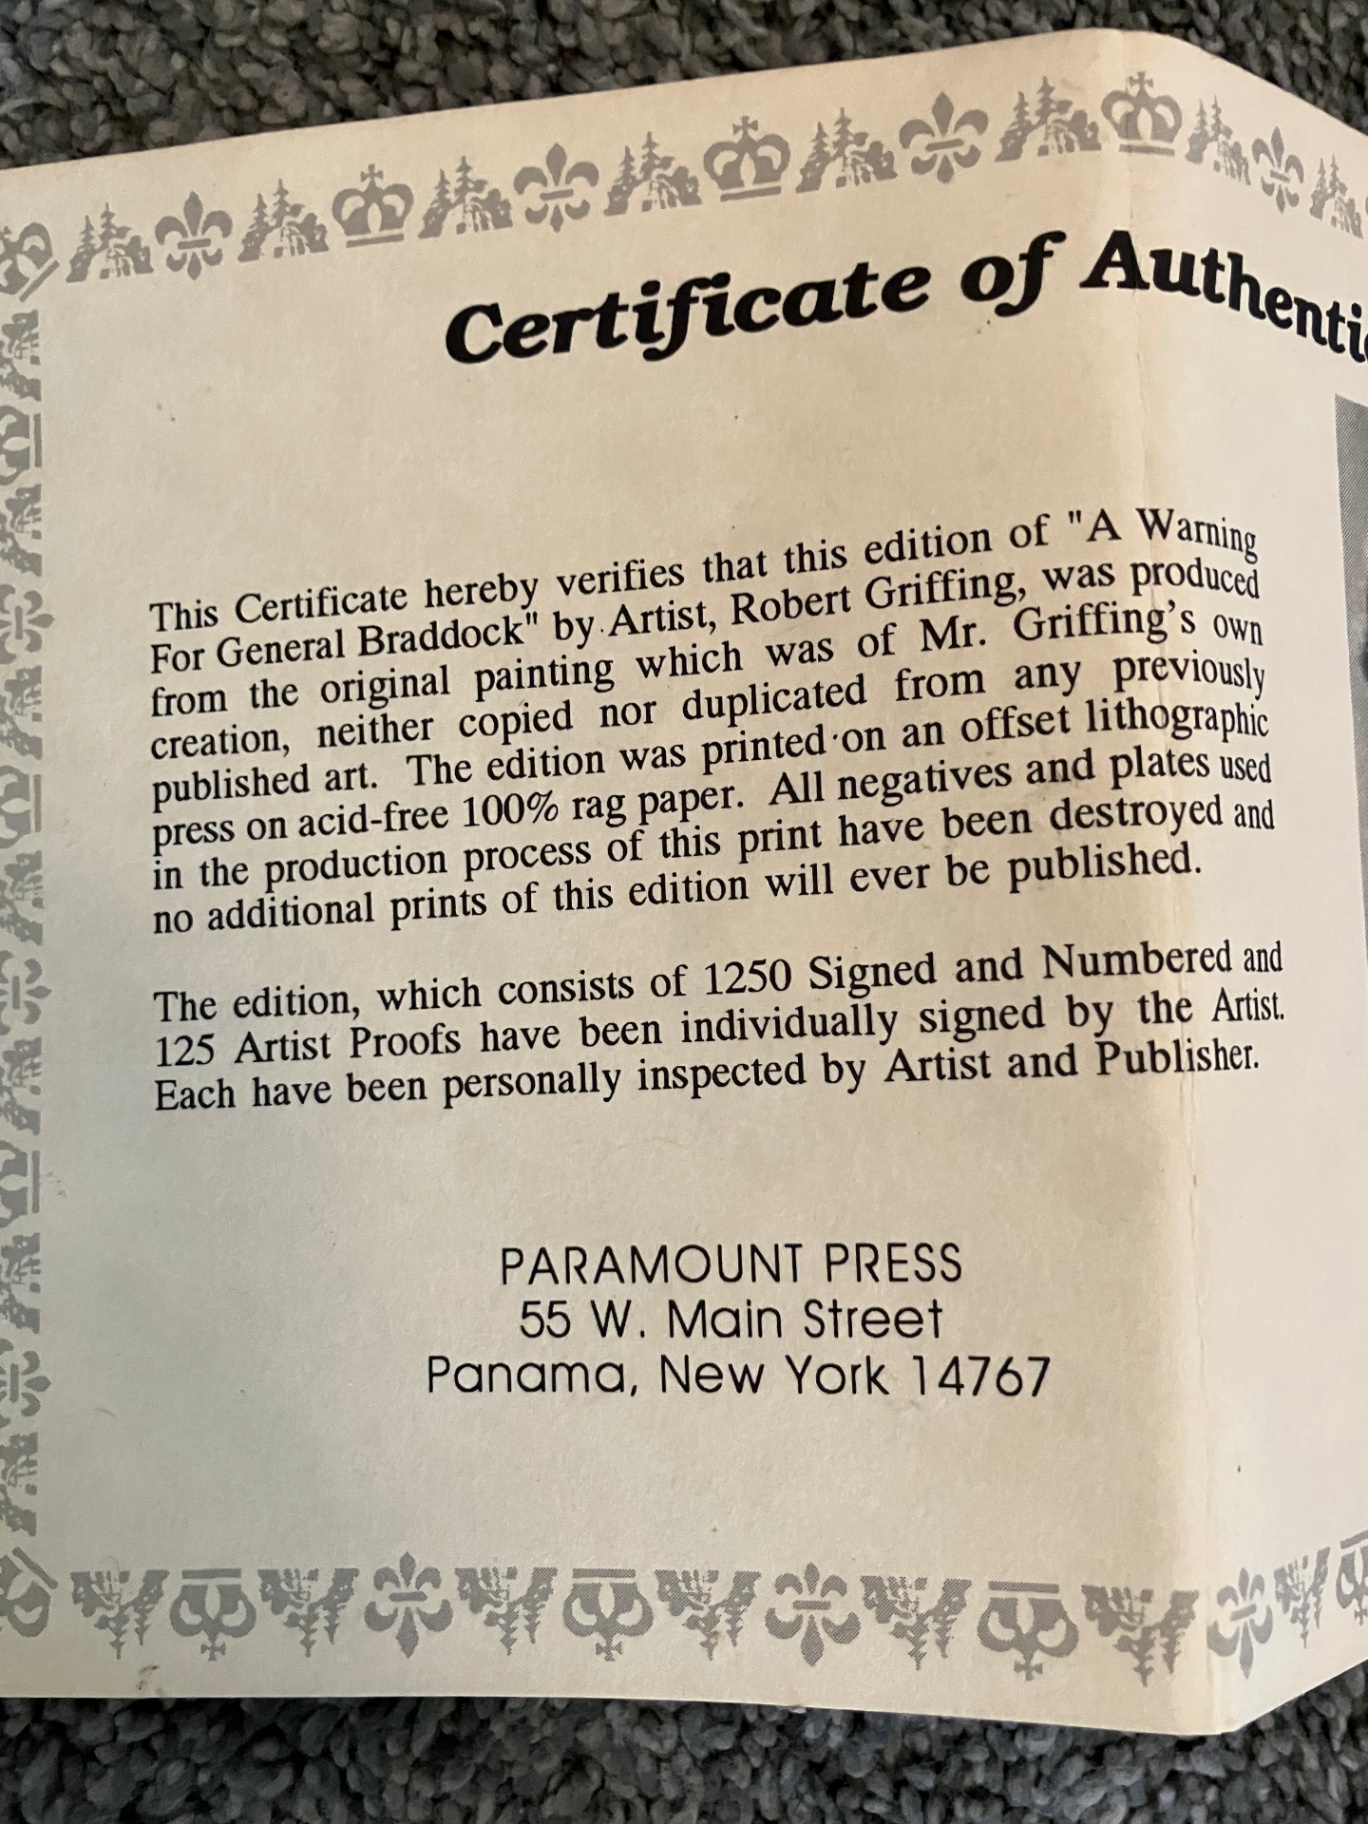 Certificate of Authentic
This Certificate hereby verifies that this edition of "A Warning
For General Braddock" by Artist, Robert Griffing, was produced
from the original painting which was of Mr. Griffing's own
creation, neither copied nor duplicated from any previously
published art. The edition was printed on an offset lithographic
press on acid-free 100% rag paper. All negatives and plates used
in the production process of this print have been destroyed and
no additional prints of this edition will ever be published.
The edition, which consists of 1250 Signed and Numbered and
125 Artist Proofs have been individually signed by the Artist.
Each have been personally inspected by Artist and Publisher.
PARAMOUNT PRESS
55 W. Main Street
Panama, New York 14767